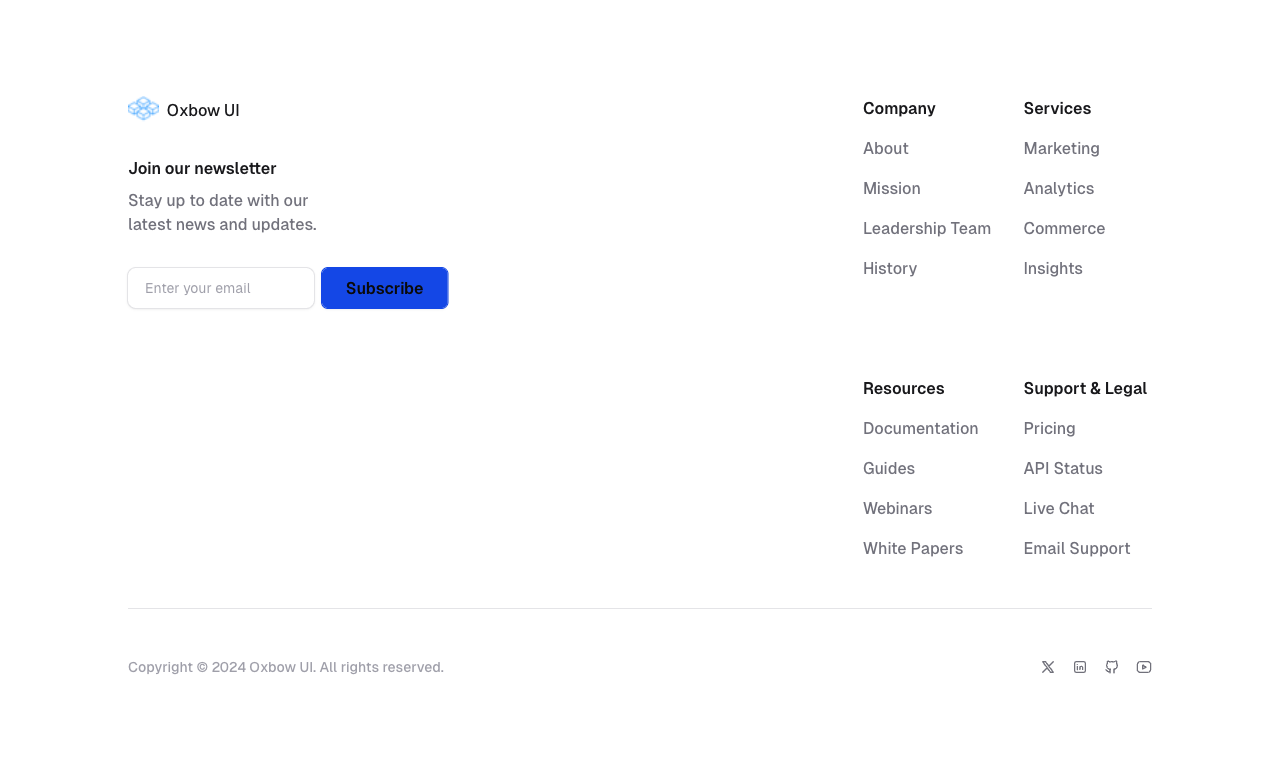 Oxbow UI
Join our newsletter
Stay up to date with our
latest news and updates.
Enter your email
Subscribe
Company
About
Mission
Leadership Team
History
Services
Marketing
Analytics
Commerce
Insights
Resources
Documentation
Guides
Webinars
White Papers
Support & Legal
Pricing
API Status
Live Chat
Email Support
Copyright © 2024 Oxbow UI. All rights reserved.